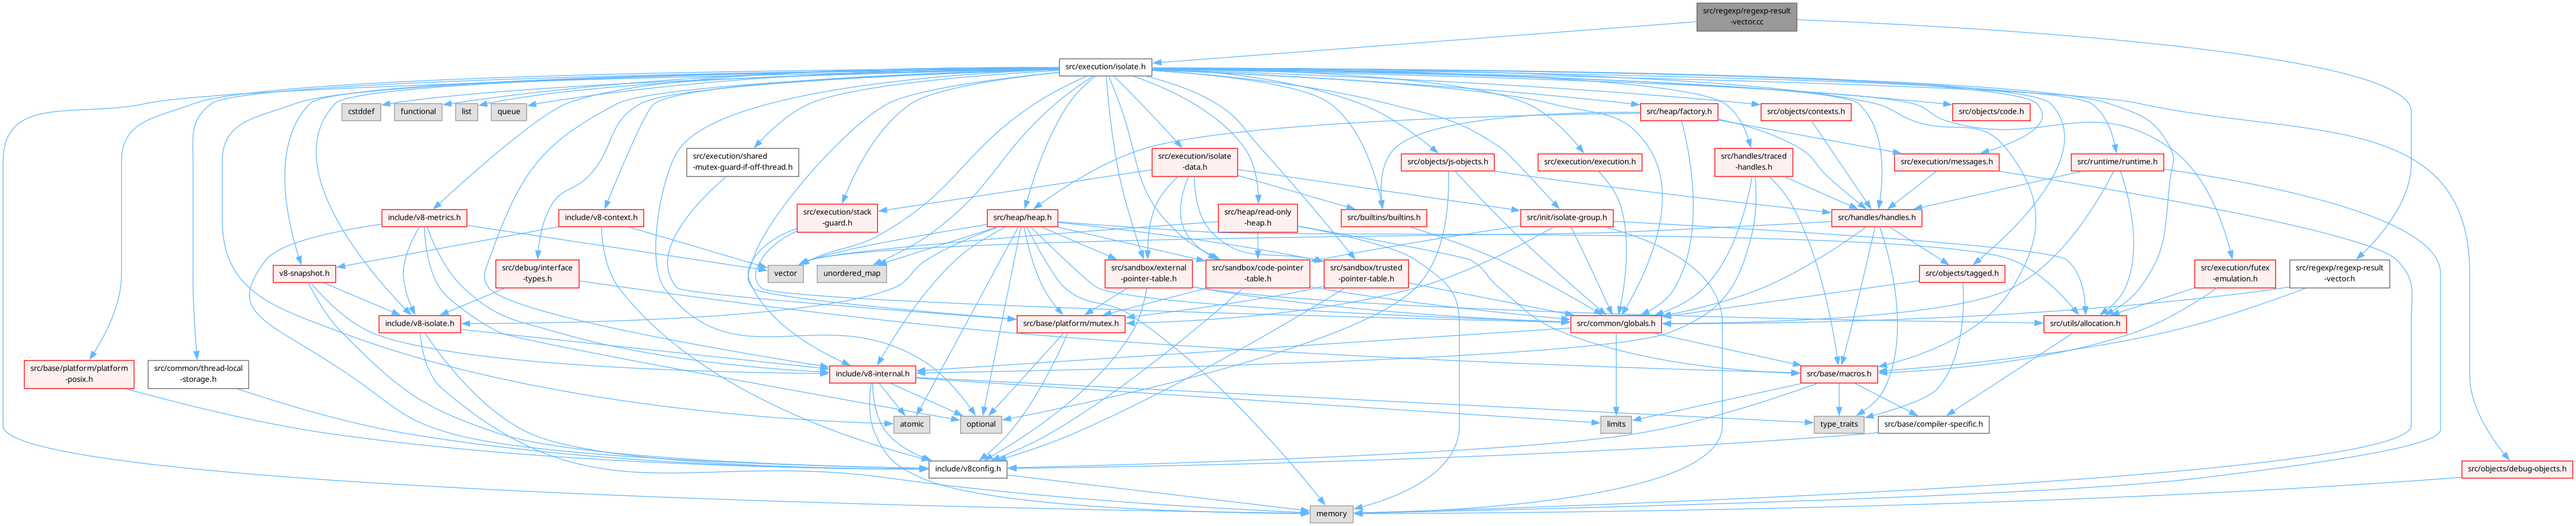 src/regexp/regexp-result
-vector.cc
src/execution/isolate.h
cstddef
functional
list
queue
src/heap/factory.h
src/objects/contexts.h
src/objects/code.h
src/execution/shared
-mutex-guard-if-off-thread.h
src/execution/isolate
-data.h
src/objects/js-objects.h
src/execution/execution.h
src/handles/traced
-handles.h
src/execution/messages.h
src/runtime/runtime.h
include/v8-metrics.h
include/v8-context.h
src/execution/stack
-guard.h
src/heap/heap.h
src/heap/read-only
-heap.h
src/builtins/builtins.h
src/init/isolate-group.h
src/handles/handles.h
v8-snapshot.h
src/debug/interface
-types.h
vector
unordered_map
src/sandbox/external
-pointer-table.h
src/sandbox/code-pointer
-table.h
src/sandbox/trusted
-pointer-table.h
src/objects/tagged.h
src/execution/futex
-emulation.h
src/regexp/regexp-result
-vector.h
include/v8-isolate.h
src/base/platform/mutex.h
src/common/globals.h
src/utils/allocation.h
src/base/platform/platform
-posix.h
src/common/thread-local
-storage.h
include/v8-internal.h
src/base/macros.h
atomic
optional
limits
type_traits
src/base/compiler-specific.h
include/v8config.h
src/objects/debug-objects.h
memory